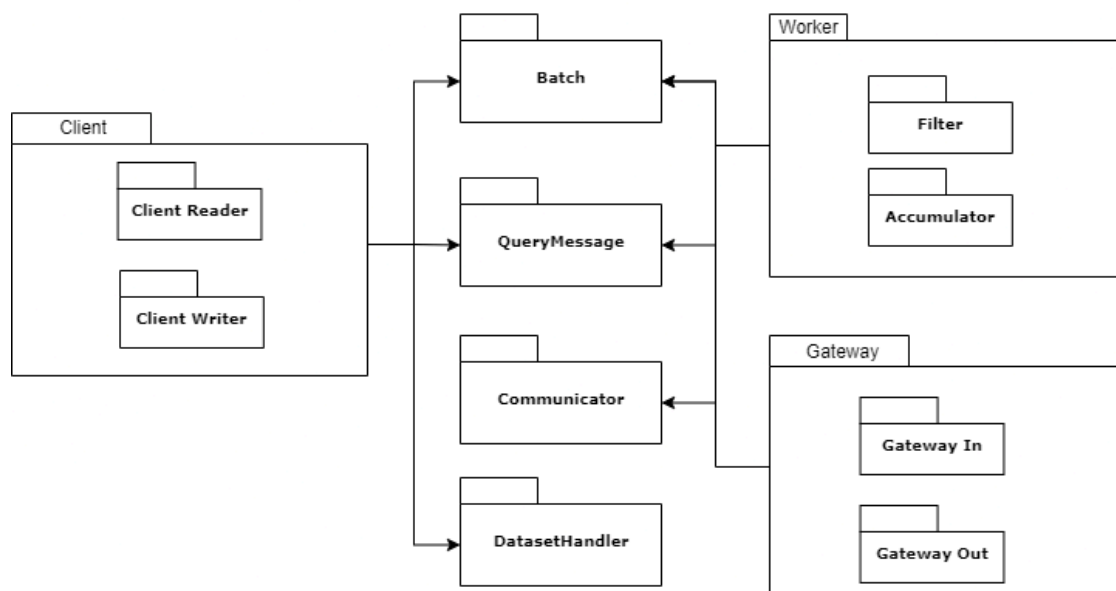 Client
Client Reader
Client Writer
Batch
QueryMessage
Communicator
DatasetHandler
Worker
Filter
Accumulator
Gateway
Gateway In
Gateway Out